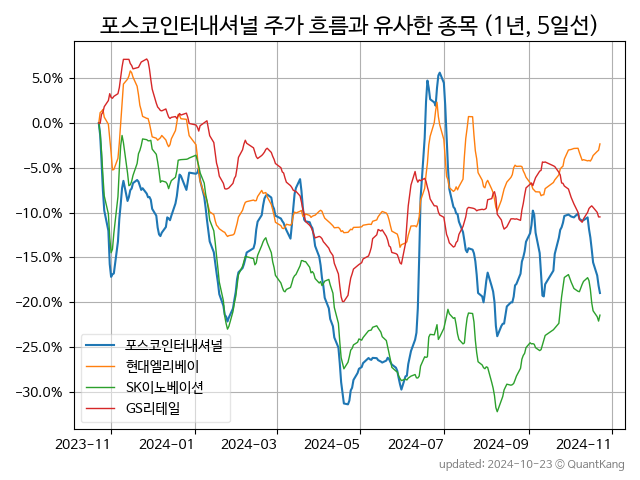 포스코인터내셔널 주가 흐름과 유사한 종목 (1년, 5일선)
5.0%
0.0%
−5.0%
−10.0%
−15.0%
−20.0%
−25.0%
−30.0%
포스코인터내셔널
현대엘리베이
SK이노베이션
GS리테일
2023-11 2024-01 2024-03 2024-05 2024-07 2024-09 2024-11
updated: 2024-10-23 © QuantKang